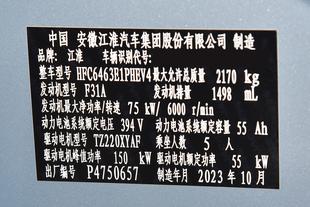 中国 安徽江淮汽车集团股份有限公司 制造
品牌：江淮 车辆识别代号：
整车型号 HFC6463E1PHEV4 最大允许总质量 2170 kg
发动机型号 F31A 发动机排量 1498 mL
发动机最大净功率/转速 75 kW/ 6000 r/min
动力电池系统额定电压 394 V 动力电池系统额定容量 55 Ah
驱动电机型号 TZ220XYAF 乘坐人数 5 人
驱动电机峰值功率 150 kW 驱动电机额定功率 55 kW
出厂编号 P4750657 制造年月 2023 年 10 月